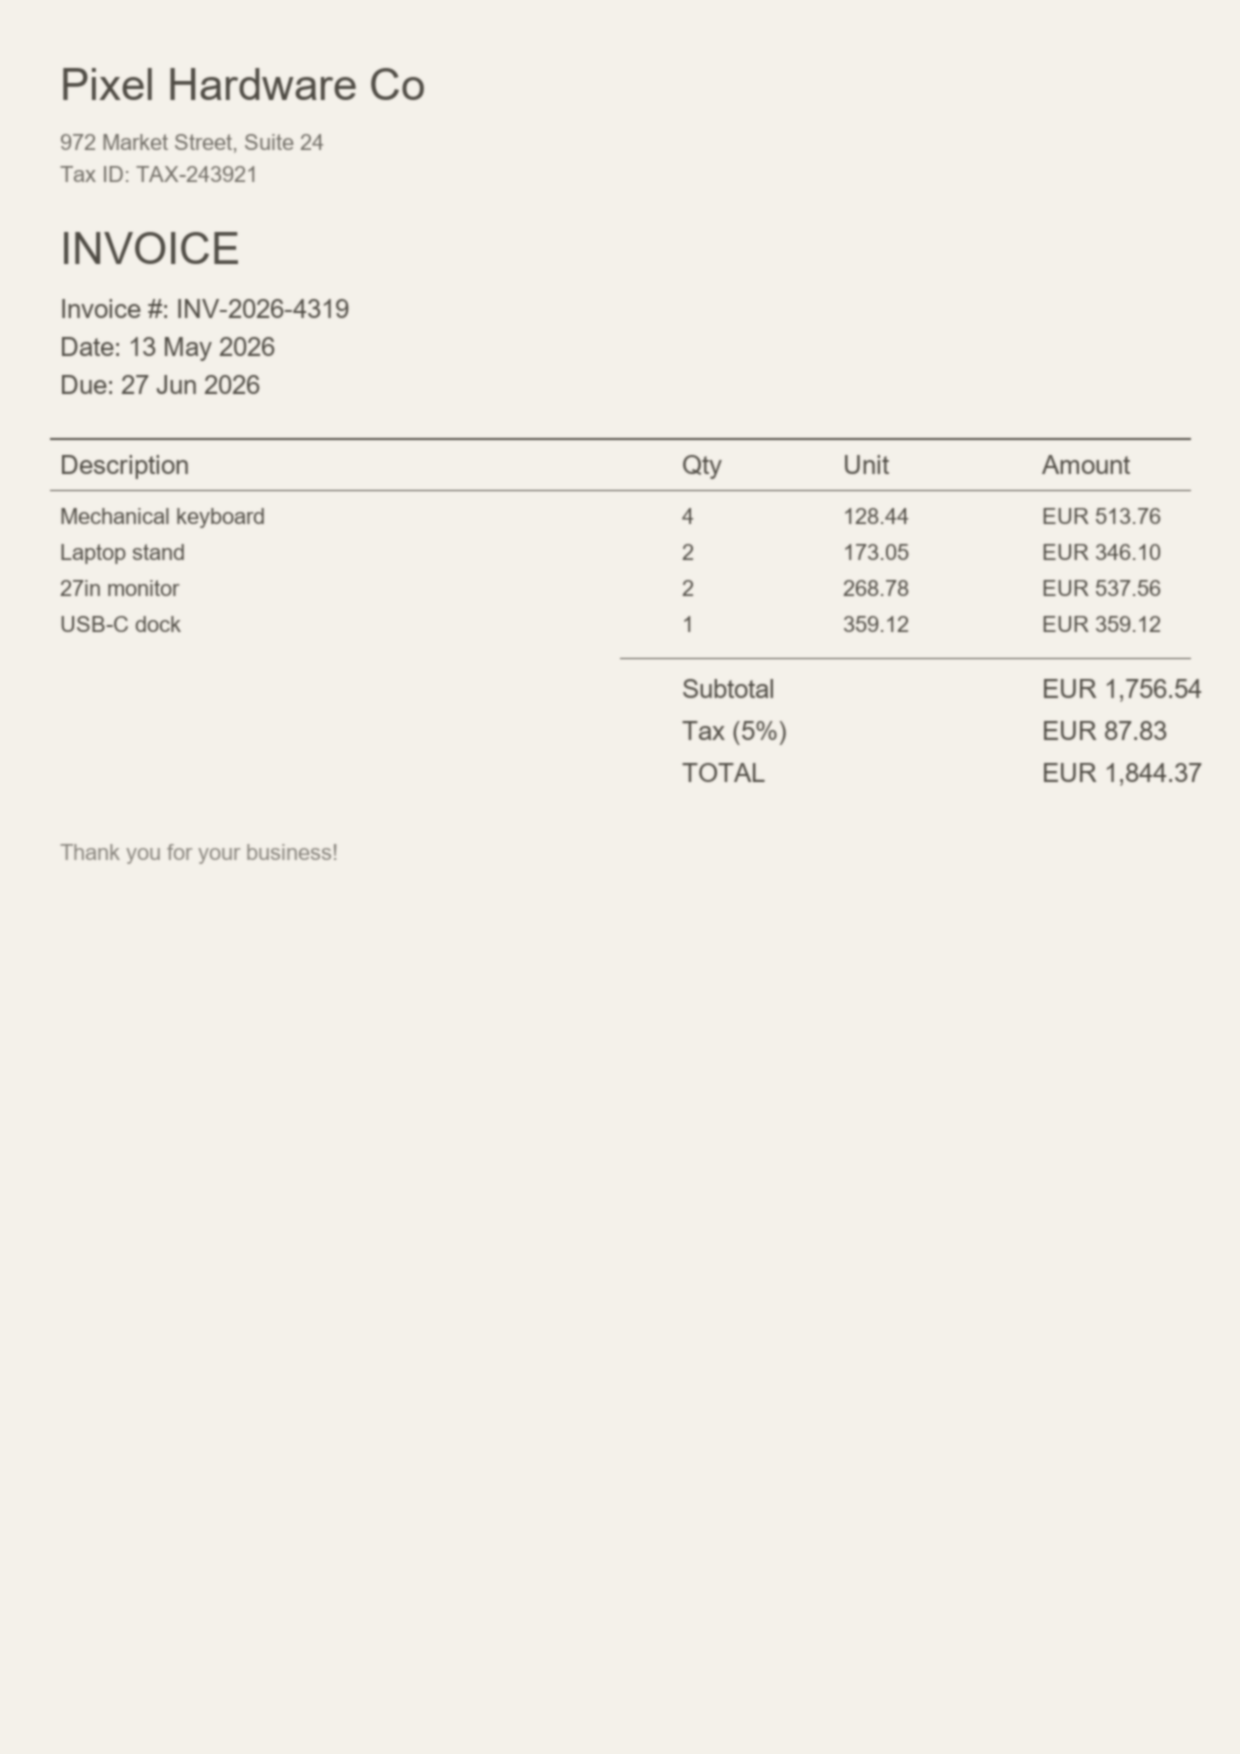 Pixel Hardware Co
972 Market Street, Suite 24
Tax ID: TAX-243921
INVOICE
Invoice #: INV-2026-4319
Date: 13 May 2026
Due: 27 Jun 2026
Description Qty Unit Amount
Mechanical keyboard 4 128.44 EUR 513.76
Laptop stand 2 173.05 EUR 346.10
27in monitor 2 268.78 EUR 537.56
USB-C dock 1 359.12 EUR 359.12
Subtotal EUR 1,756.54
Tax (5%) EUR 87.83
TOTAL EUR 1,844.37
Thank you for your business!